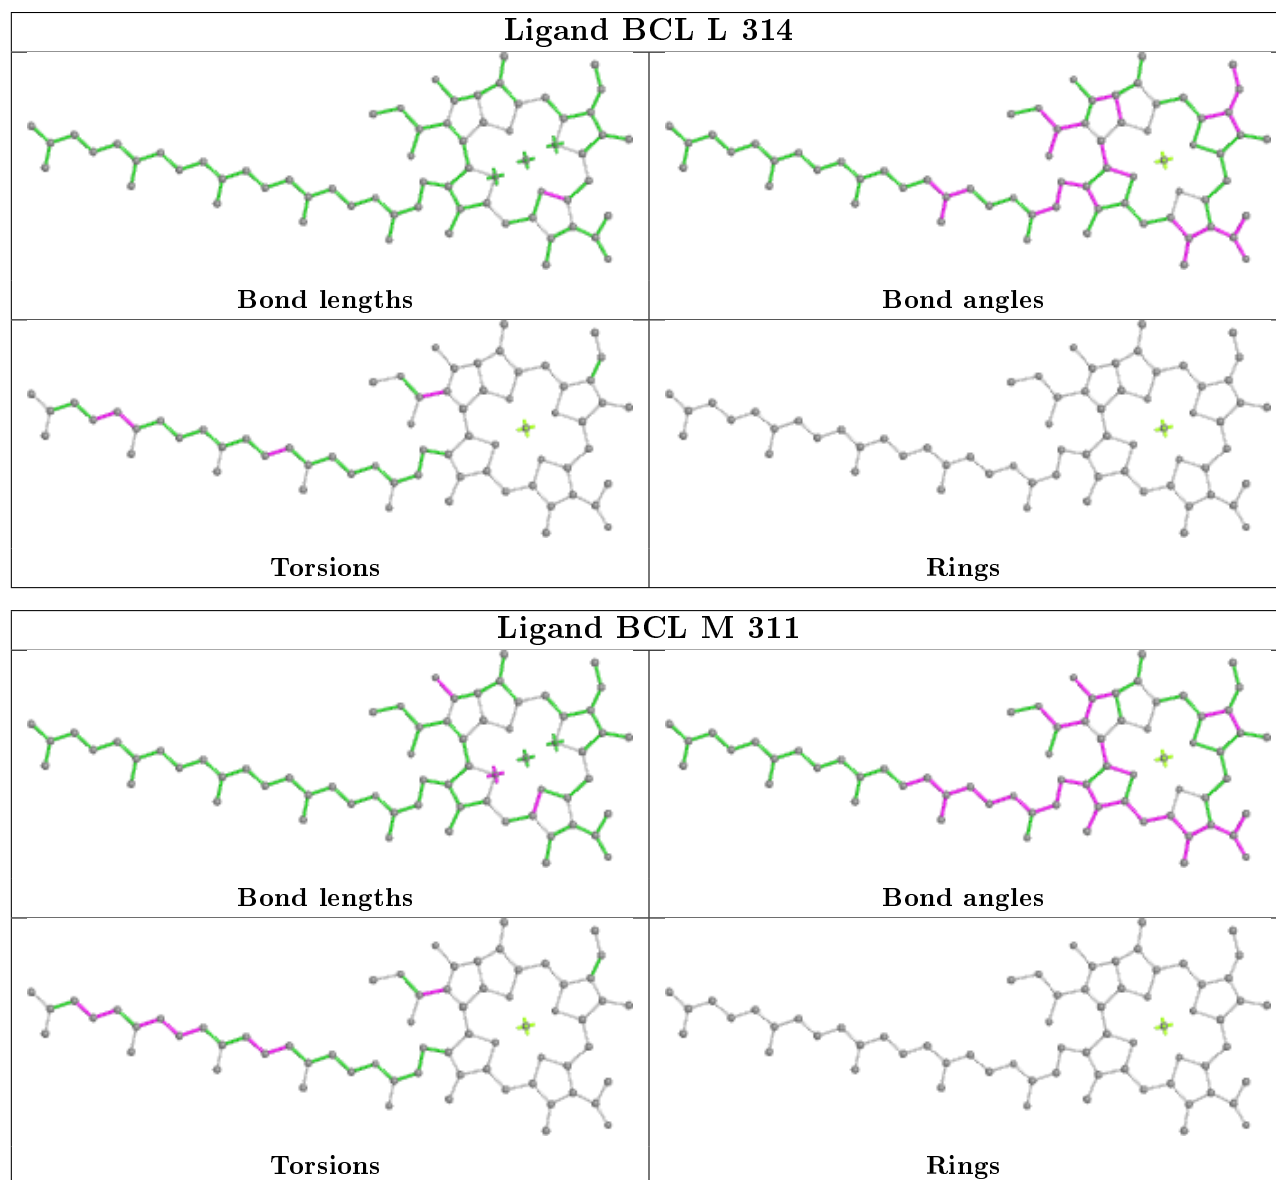 Ligand BCL L 314
Bond lengths
Bond angles
Torsions
Rings
Ligand BCL M 311
Bond lengths
Bond angles
Torsions
Rings